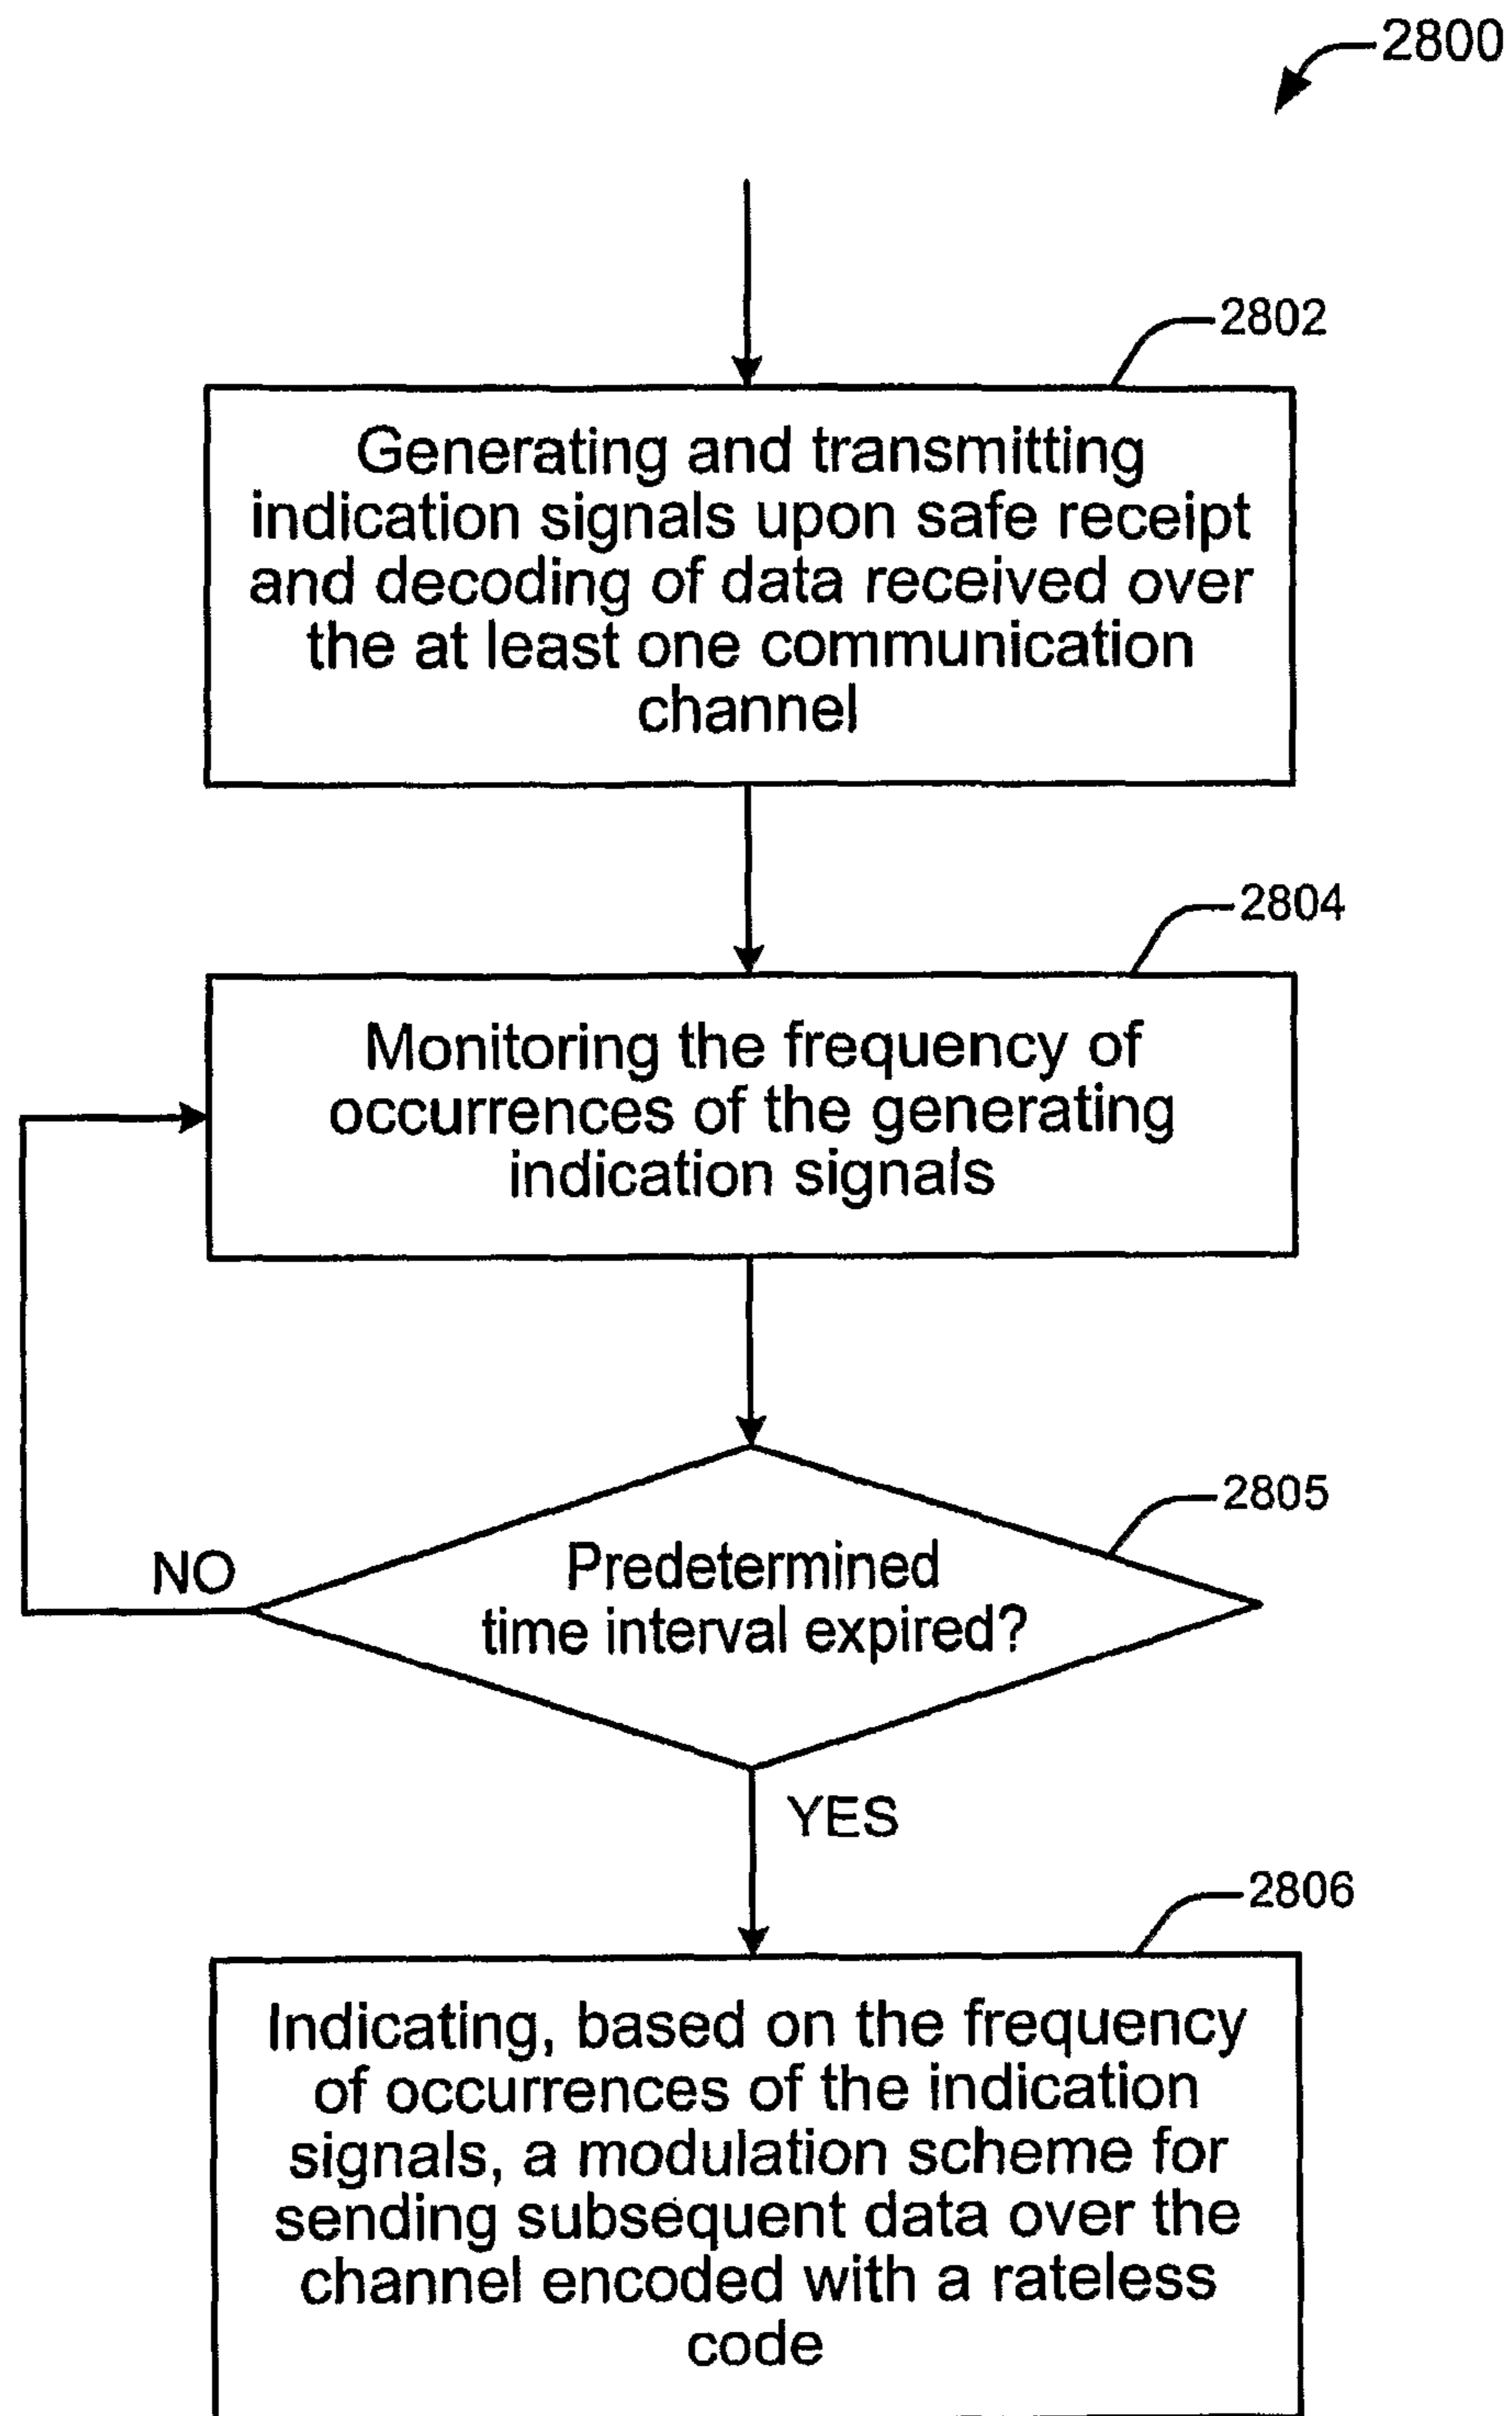 2800
2802
Generating and transmitting
indication signals upon safe receipt
and decoding of data received over
the at least one communication
channel
2804
Monitoring the frequency of
occurrences of the generating
indication signals
2805
Predetermined
time interval expired?
NO
YES
2806
Indicating, based on the frequency
of occurrences of the indication
signals, a modulation scheme for
sending subsequent data over the
channel encoded with a rateless
code